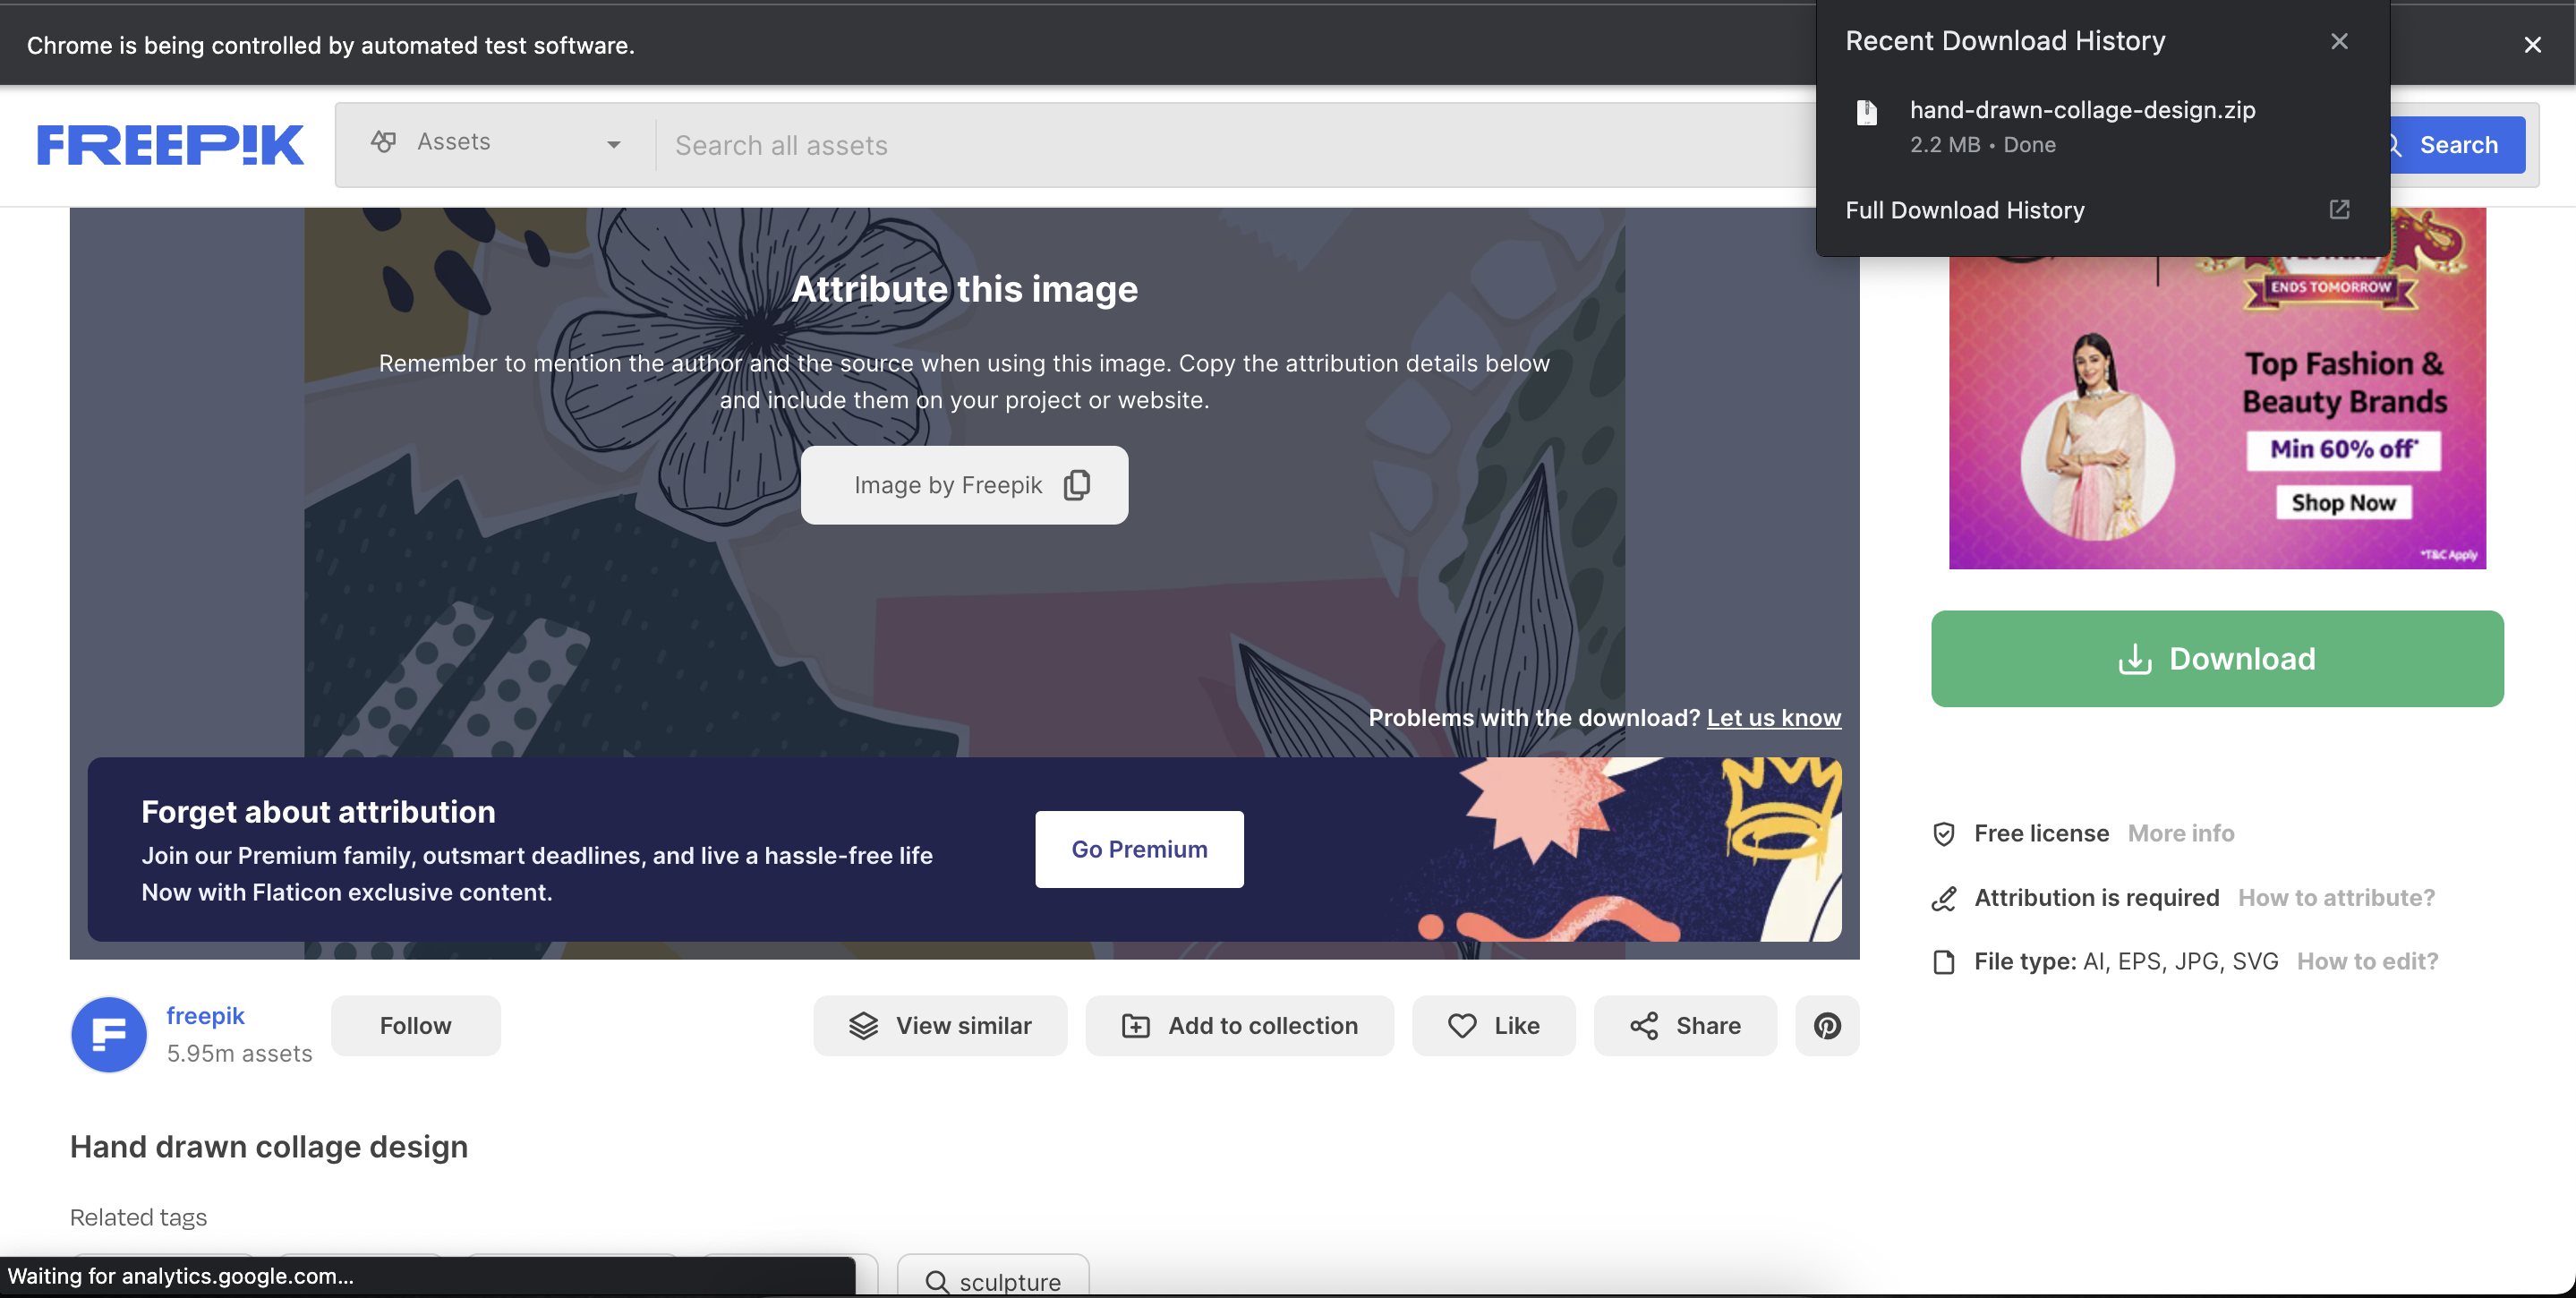 Chrome is being controlled by automated test software.
Recent Download History
hand-drawn-collage-design.zip
2.2 MB • Done
Full Download History
FREEPIK
Assets
Search all assets
Search
Attribute this image
Remember to mention the author and the source when using this image. Copy the attribution details below
and include them on your project or website.
Image by Freepik
Problems with the download? Let us know
Forget about attribution
Join our Premium family, outsmart deadlines, and live a hassle-free life
Now with Flaticon exclusive content.
Go Premium
ENDS TOMORROW
Top Fashion &
Beauty Brands
Min 60% off*
Shop Now
*T&C Apply
Download
Free license More info
Attribution is required How to attribute?
File type: AI, EPS, JPG, SVG How to edit?
freepik
5.95m assets
Follow
View similar
Add to collection
Like
Share
Hand drawn collage design
Related tags
sculpture
Waiting for analytics.google.com...